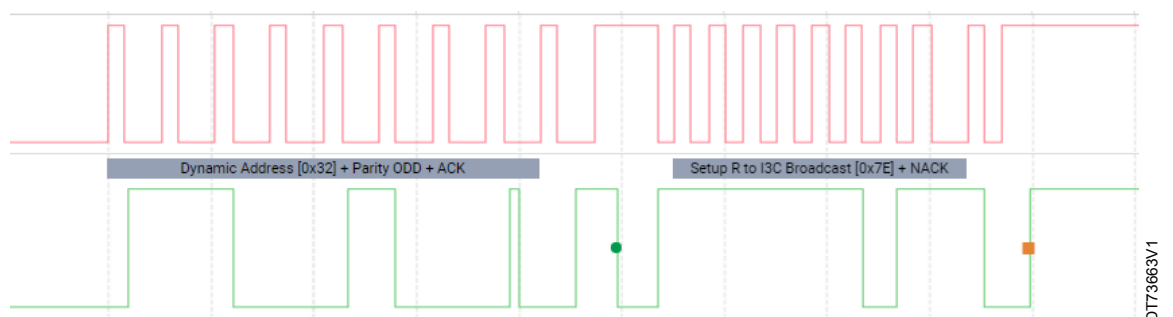 Dynamic Address [0x32] + Parity ODD + ACK
Setup R to I3C Broadcast [0x7E] + NACK
DT73663V1